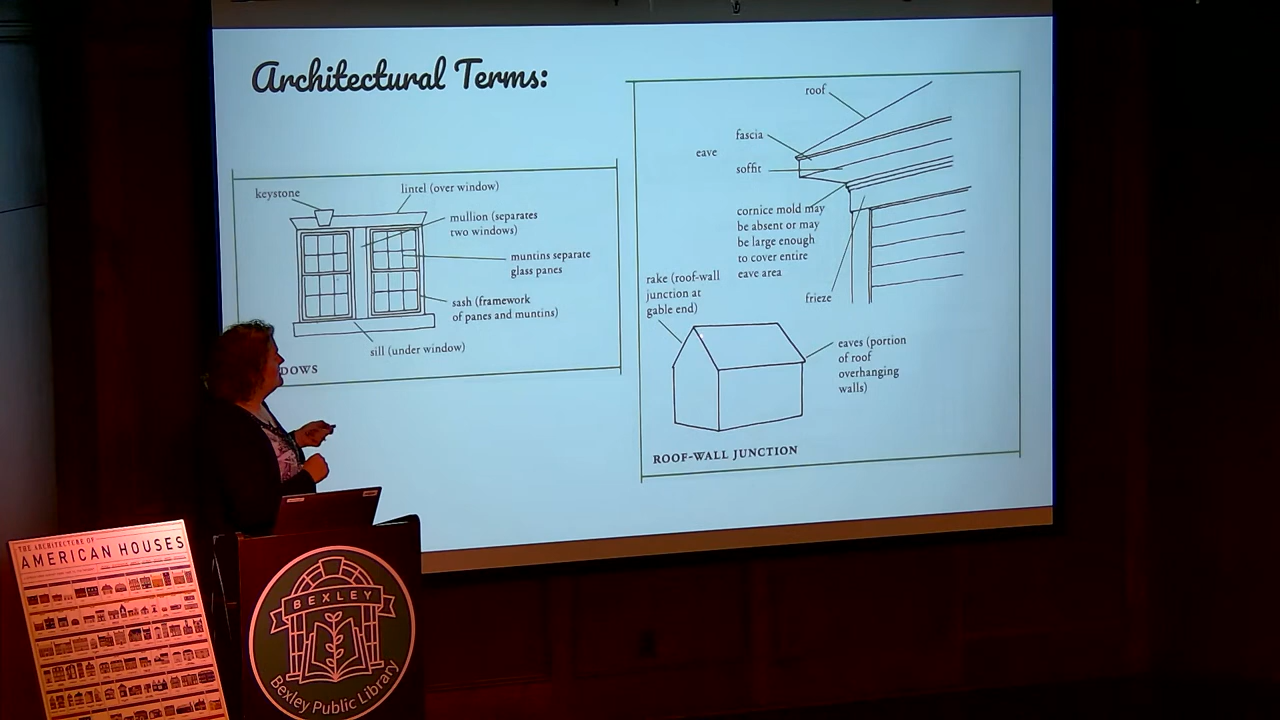 Architectural Terms:
keystone
lintel (over window)
mullion (separates
two windows)
muntins separate
glass panes
sash (framework
of panes and muntins)
sill (under window)
DOWS
roof
fascia
eave
soffit
cornice mold may
be absent or may
be large enough
to cover entire
eave area
frieze
rake (roof-wall
junction at
gable end)
eaves (portion
of roof
overhanging
walls)
ROOF-WALL JUNCTION
THE ARCHITECTURE OF
AMERICAN HOUSES
BEXLEY
Bexley Public Library